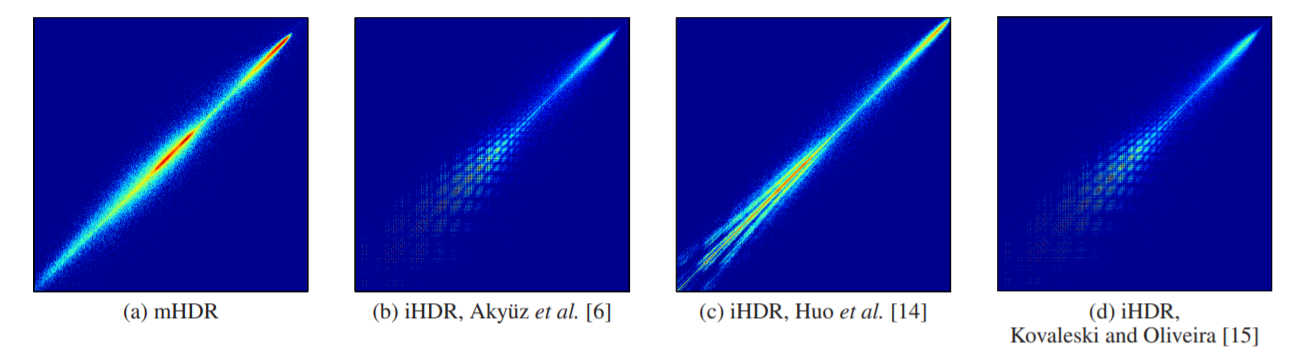 (a) mHDR
(b) iHDR, Akyüz et al. [6]
(c) iHDR, Huo et al. [14]
(d) iHDR,
Kovaleski and Oliveira [15]